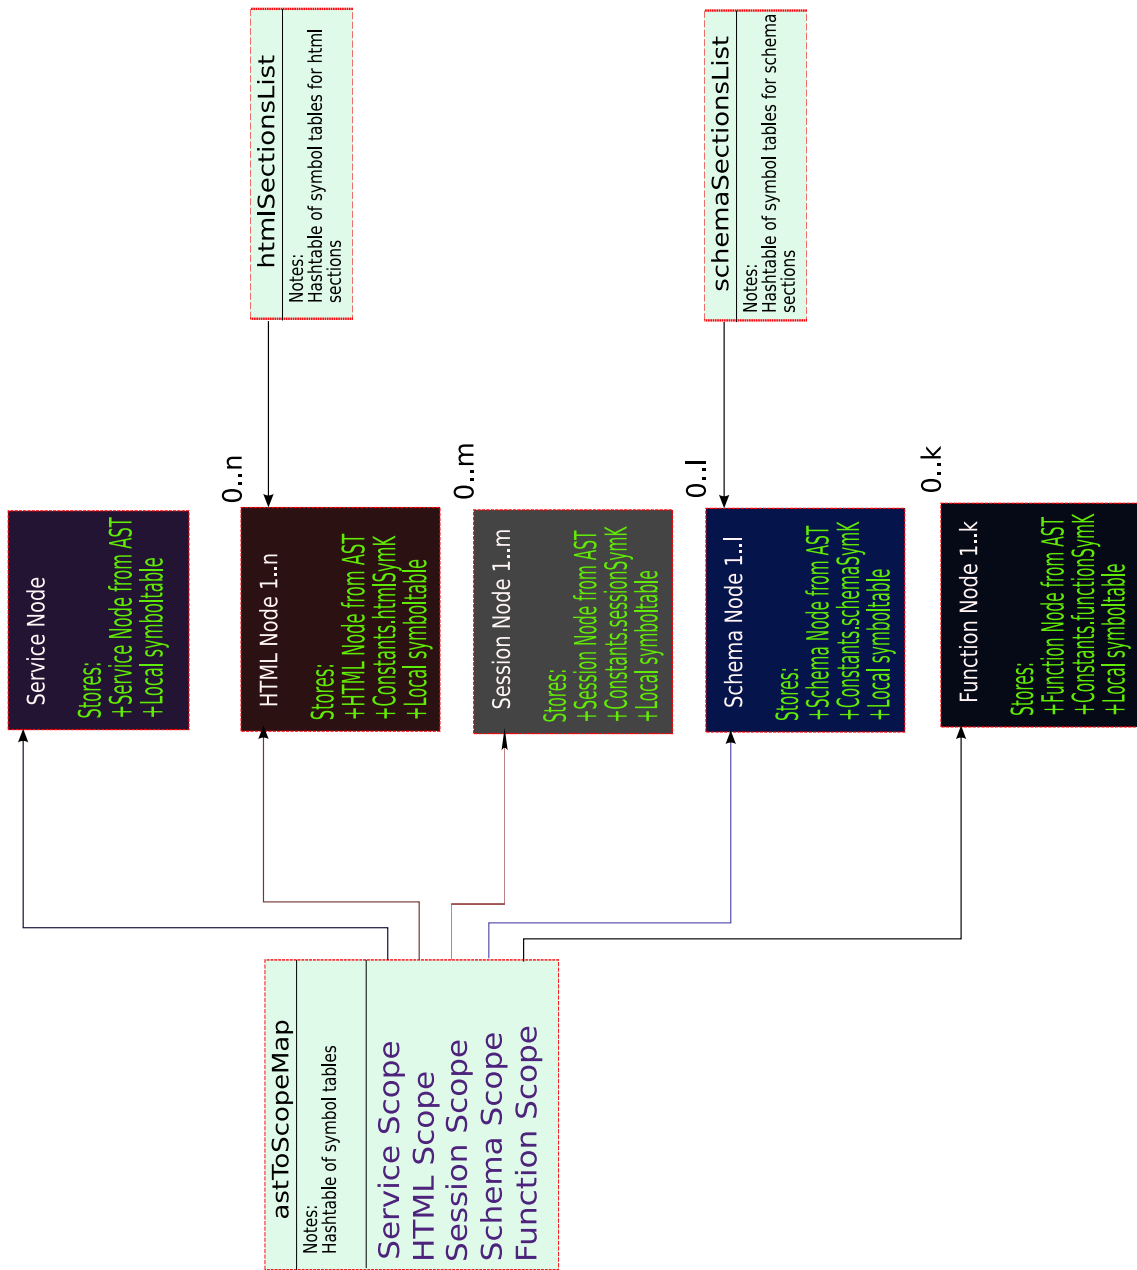 astToScopeMap
Notes:
Hashtable of symbol tables
Service Scope
HTML Scope
Session Scope
Schema Scope
Function Scope
Service Node
Stores:
+Service Node from AST
+Local symboltable
0..n
HTML Node 1..n
Stores:
+HTML Node from AST
+Constants.htmlSymK
+Local symboltable
0..m
Session Node 1..m
Stores:
+Session Node from AST
+Constants.sessionSymK
+Local symboltable
0..l
Schema Node 1..l
Stores:
+Schema Node from AST
+Constants.schemaSymK
+Local symboltable
0..k
Function Node 1..k
Stores:
+Function Node from AST
+Constants.functionSymK
+Local symboltable
htmlSectionsList
Notes:
Hashtable of symbol tables for html
sections
schemaSectionsList
Notes:
Hashtable of symbol tables for schema
sections